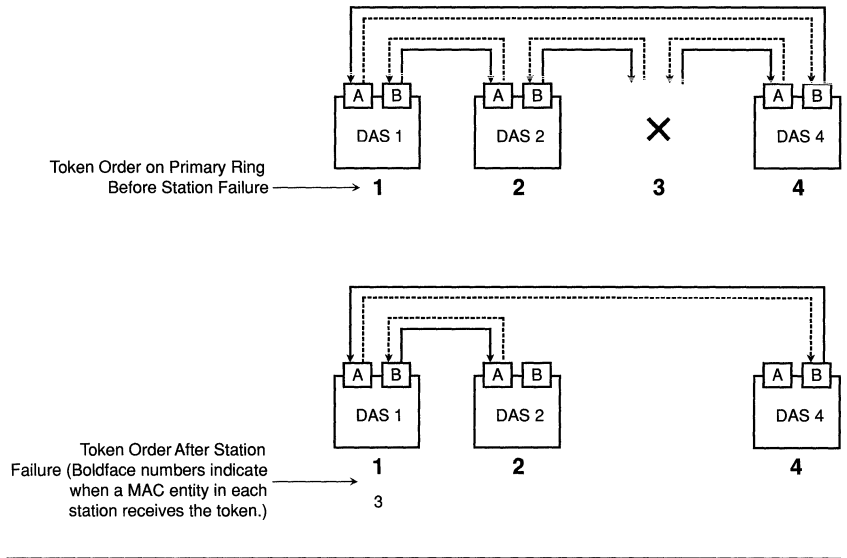 A B A B A B
DAS 1 DAS 2 DAS 4
Token Order on Primary Ring
Before Station Failure
1 2 3 4
A B A B A B
DAS 1 DAS 2 DAS 4
Token Order After Station
Failure (Boldface numbers indicate
when a MAC entity in each
station receives the token.)
1 2 4
3